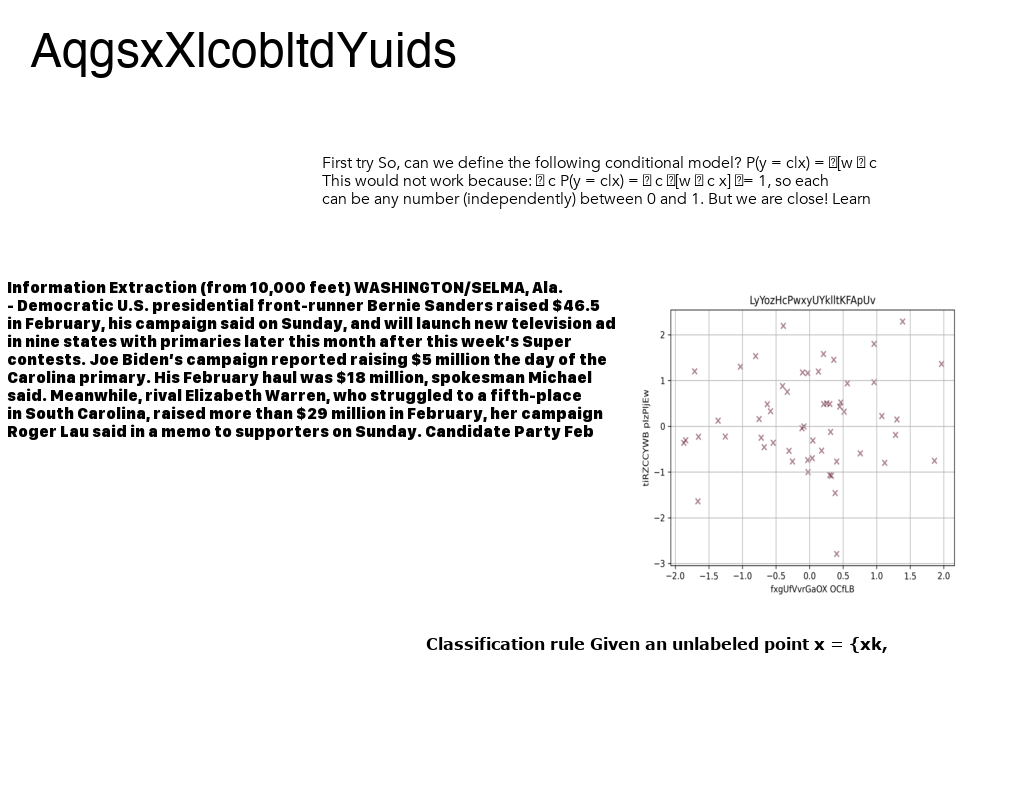 AqgsxXlcobltdYuids
First try So, can we define the following conditional model? P(y = c|x) = [w c
This would not work because: c P(y = c|x) = c [w c x] = 1, so each
can be any number (independently) between 0 and 1. But we are close! Learn
Information Extraction (from 10,000 feet) WASHINGTON/SELMA, Ala.
- Democratic U.S. presidential front-runner Bernie Sanders raised $46.5
in February, his campaign said on Sunday, and will launch new television ad
in nine states with primaries later this month after this week's Super
contests. Joe Biden's campaign reported raising $5 million the day of the
Carolina primary. His February haul was $18 million, spokesman Michael
said. Meanwhile, rival Elizabeth Warren, who struggled to a fifth-place
in South Carolina, raised more than $29 million in February, her campaign
Roger Lau said in a memo to supporters on Sunday. Candidate Party Feb
LyYozHcPwxyUYklltKFApUv
tiRZCCYWB pIzPIjEw
2
1
0
−1
−2
−3
−2.0 −1.5 −1.0 −0.5 0.0 0.5 1.0 1.5 2.0
fxgUfVvrGaOX OCfLB
Classification rule Given an unlabeled point x = {xk,